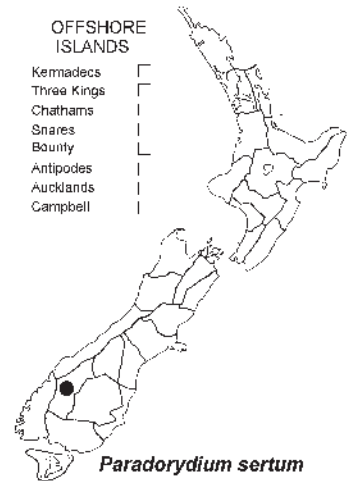 OFFSHORE
ISLANDS
Kermadecs
Three Kings
Chathams
Snares
Bounty
Antipodes
Aucklands
Campbell
Paradorydium sertum